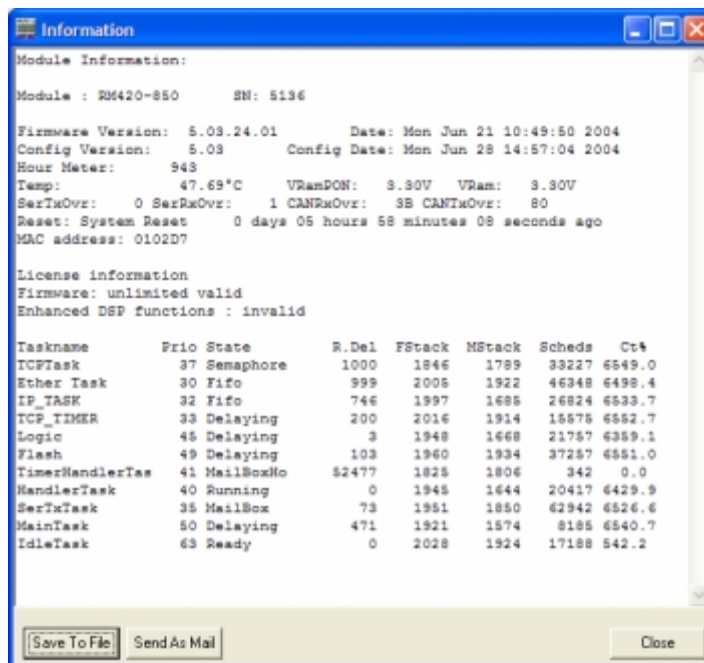 Information
Module Information:
Module : RM420-850 SN: 5136
Firmware Version: 5.03.24.01 Date: Mon Jun 21 10:49:50 2004
Config Version: 5.03 Config Date: Mon Jun 28 14:57:04 2004
Hour Meter: 943
Temp: 47.69°C VRamPON: 3.30V VRam: 3.30V
SerTxOvr: 0 SerRxOvr: 1 CANRxOvr: 3B CANTxOvr: 80
Reset: System Reset 0 days 05 hours 58 minutes 08 seconds ago
MAC address: 0102D7
License information
Firmware: unlimited valid
Enhanced DSP functions : invalid
Taskname Prio State R.Del FStack MStack Scheds Ct%
TCPTask 37 Semaphore 1000 1846 1789 33227 6549.0
Ether Task 30 Fifo 999 2005 1922 46348 6498.4
IP_TASK 32 Fifo 746 1997 1685 26824 6533.7
TCP_TIMER 33 Delaying 200 2016 1914 15575 6552.7
Logic 45 Delaying 3 1948 1668 21757 6359.1
Flash 49 Delaying 103 1960 1934 37257 6551.0
TimerHandlerTas 41 MailBoxNo 52477 1825 1806 342 0.0
HandlerTask 40 Running 0 1945 1644 20417 6429.9
SerTxTask 35 MailBox 73 1951 1850 62942 6526.6
MainTask 50 Delaying 471 1921 1574 8185 6540.7
IdleTask 63 Ready 0 2028 1924 17188 542.2
Save To File Send As Mail Close